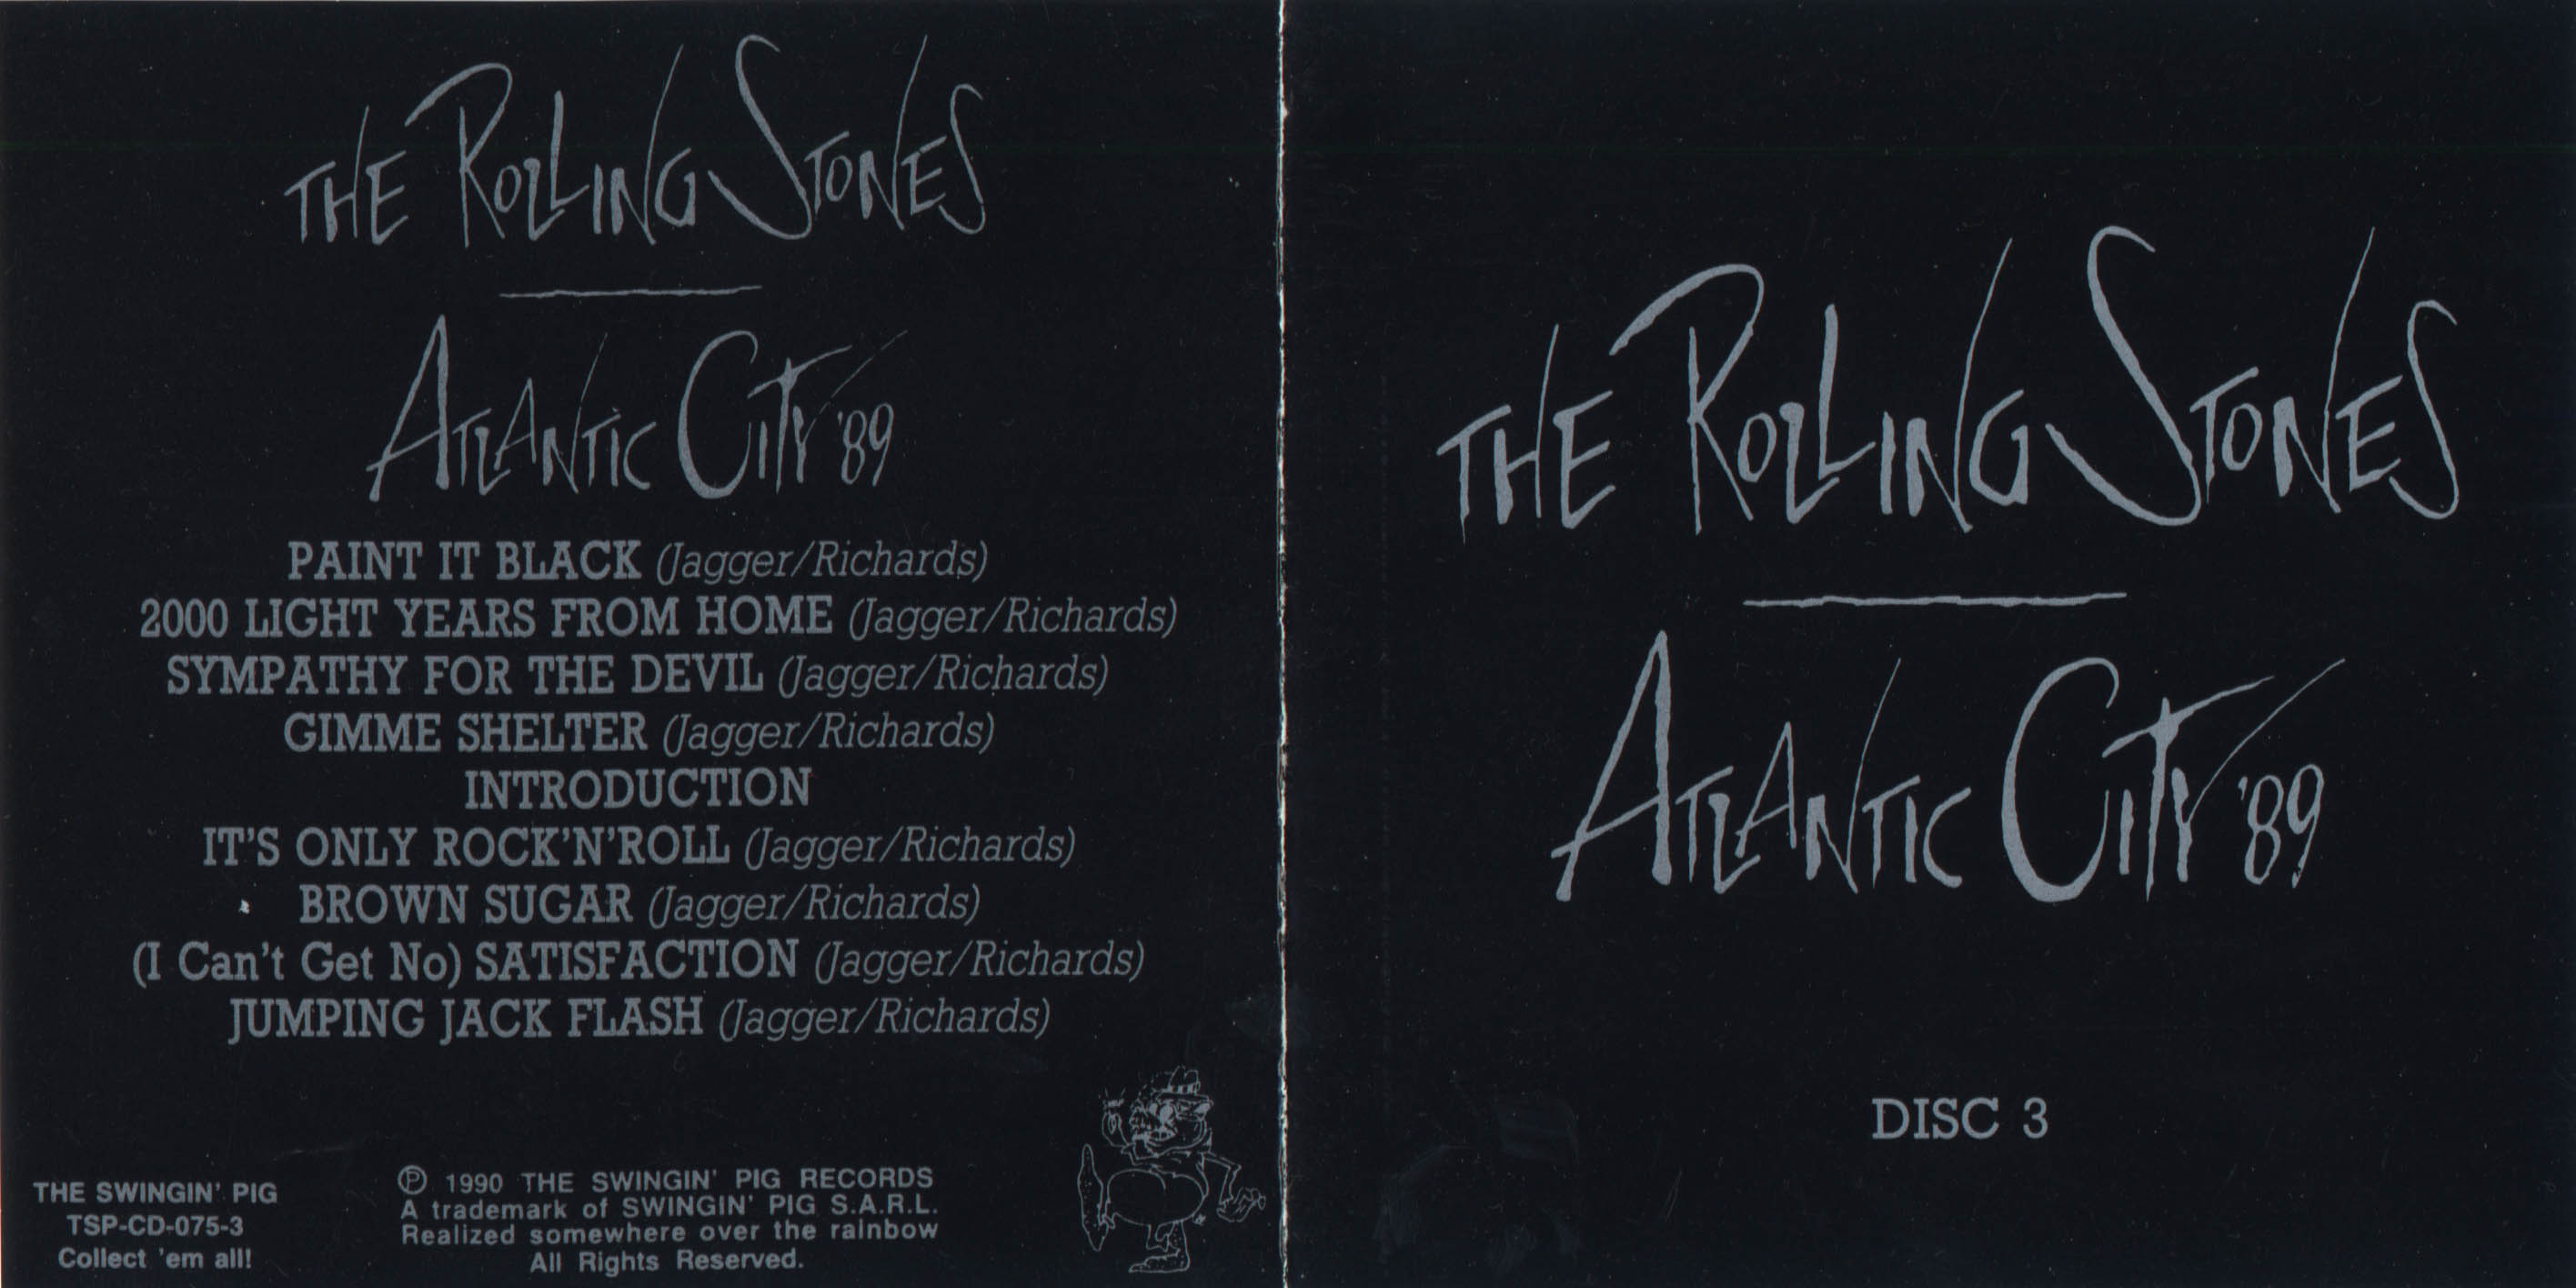 THE ROLLING STONES
ATLANTIC CITY '89
PAINT IT BLACK (Jagger/Richards)
2000 LIGHT YEARS FROM HOME (Jagger/Richards)
SYMPATHY FOR THE DEVIL (Jagger/Richards)
GIMME SHELTER (Jagger/Richards)
INTRODUCTION
IT'S ONLY ROCK'N'ROLL (Jagger/Richards)
BROWN SUGAR (Jagger/Richards)
(I Can't Get No) SATISFACTION (Jagger/Richards)
JUMPING JACK FLASH (Jagger/Richards)
THE SWINGIN' PIG
TSP-CD-075-3
Collect 'em all!
℗ 1990 THE SWINGIN' PIG RECORDS
A trademark of SWINGIN' PIG S.A.R.L.
Realized somewhere over the rainbow
All Rights Reserved.
THE ROLLING STONES
ATLANTIC CITY '89
DISC 3